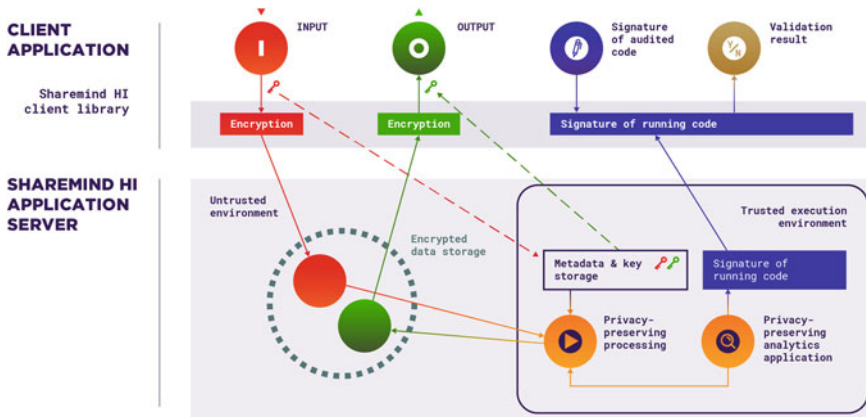 CLIENT
APPLICATION
Sharemind HI
client library
INPUT
OUTPUT
Signature
of audited
code
Validation
result
I
O
Y/N
Encryption
Encryption
Signature of running code
SHAREMIND HI
APPLICATION
SERVER
Untrusted
environment
Encrypted
data storage
Trusted execution
environment
Metadata & key
storage
Signature of
running code
Privacy-
preserving
processing
Privacy-
preserving
analytics
application